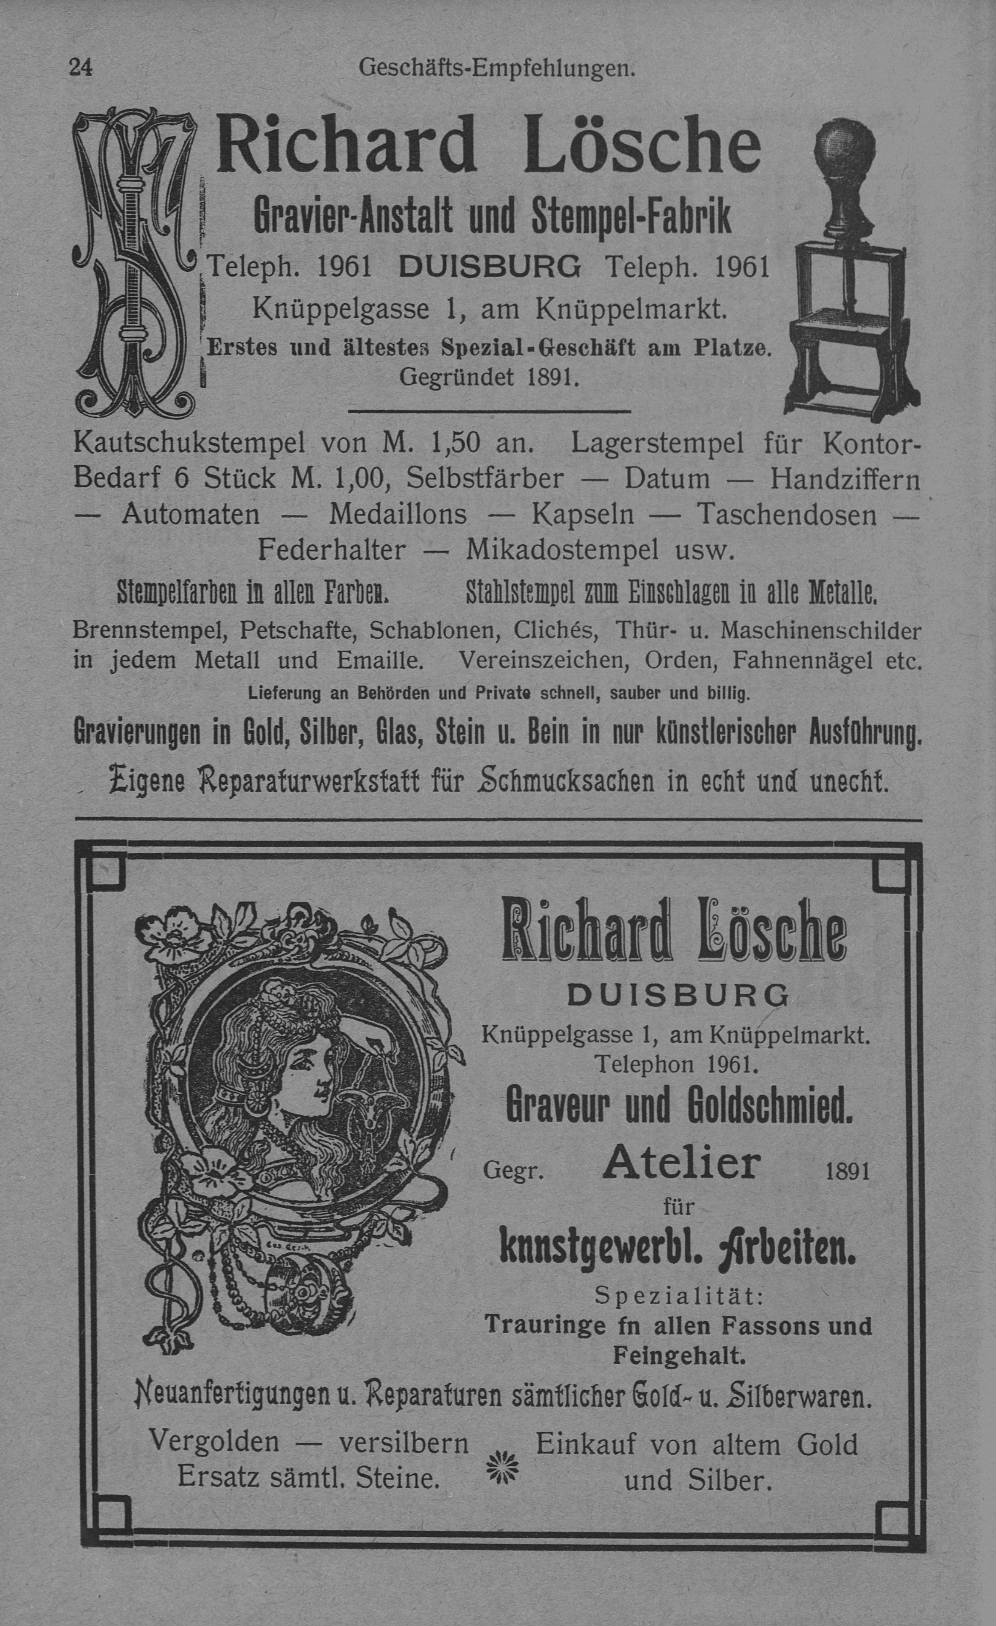 24
Geschäfts-Empfehlungen.
Richard Lösche
Gravier-Anstalt und Stempel-Fabrik
Teleph. 1961 DUISBURG Teleph. 1961
Knüppelgasse 1, am Knüppelmarkt.
Erstes und ältestes Spezial-Geschäft am Platze.
Gegründet 1891.
Kautschukstempel von M. 1,50 an. Lagerstempel für Kontor-
Bedarf 6 Stück M. 1,00, Selbstfärber — Datum — Handziffern
— Automaten — Medaillons — Kapseln — Taschendosen —
Federhalter — Mikadostempel usw.
Stempelfarben in allen Farben. Stahlstempel zum Einschlagen in alle Metalle.
Brennstempel, Petschafte, Schablonen, Clichés, Thür- u. Maschinenschilder
in jedem Metall und Emaille. Vereinszeichen, Orden, Fahnennägel etc.
Lieferung an Behörden und Private schnell, sauber und billig.
Gravierungen in Gold, Silber, Glas, Stein u. Bein in nur künstlerischer Ausführung.
Eigene Reparaturwerkstatt für Schmucksachen in echt und unecht.
Richard Lösche
DUISBURG
Knüppelgasse 1, am Knüppelmarkt.
Telephon 1961.
Graveur und Goldschmied.
Gegr. Atelier 1891
für
knnstgewerbl. Arbeiten.
Spezialität:
Trauringe fn allen Fassons und
Feingehalt.
Neuanfertigungen u. Reparaturen sämtlicher Gold- u. Silberwaren.
Vergolden — versilbern
Ersatz sämtl. Steine.
Einkauf von altem Gold
und Silber.